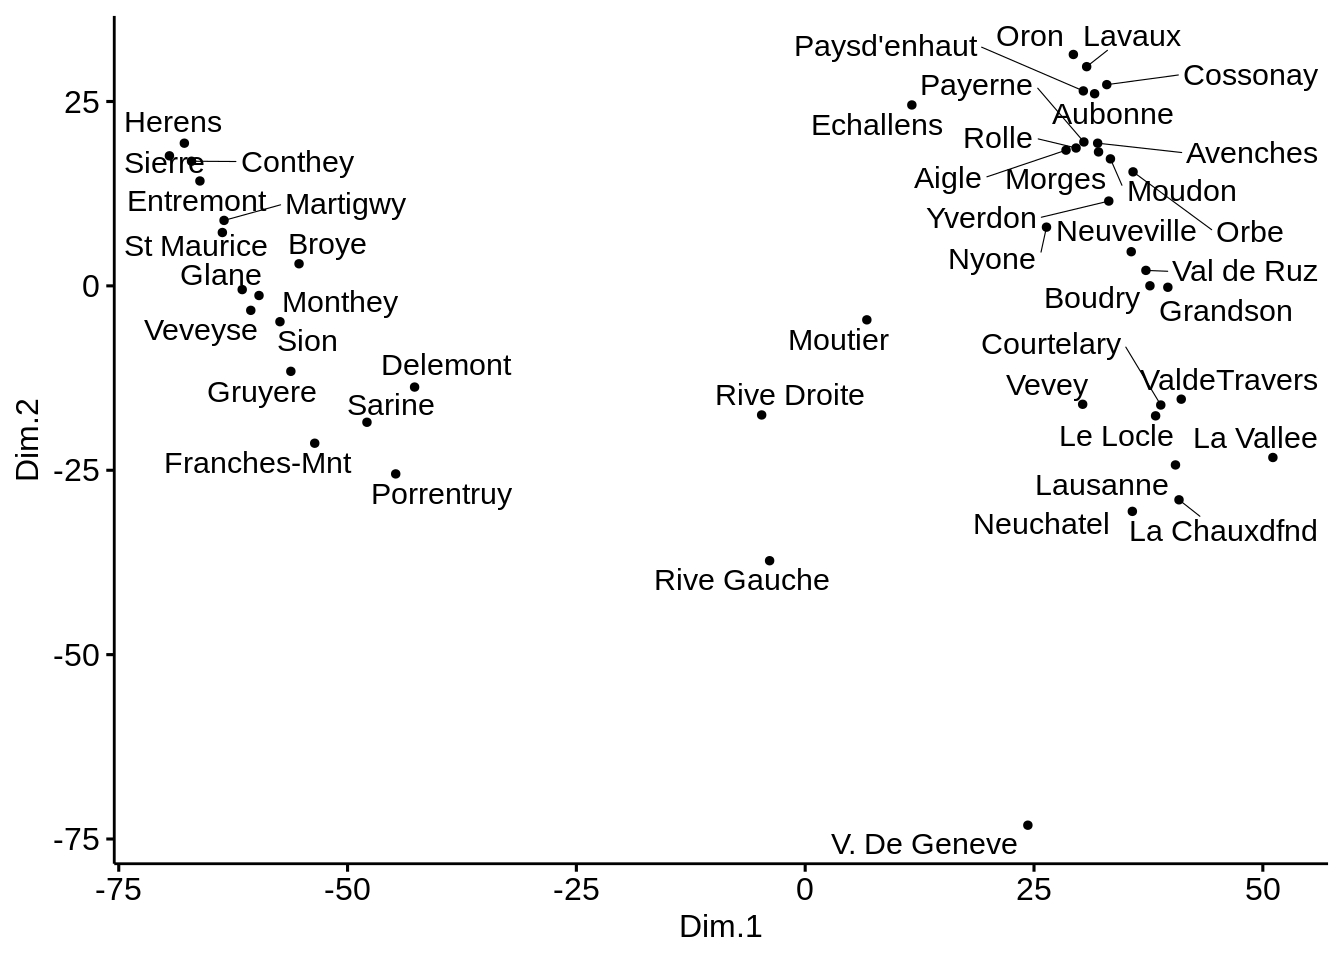 Oron
Lavaux
Paysd'enhaut
Cossonay
Payerne
25
Aubonne
Herens
Echallens
Rolle
Avenches
Sierre
Conthey
Aigle
Morges
Moudon
Entremont
Martigwy
Yverdon
Neuveville
Orbe
St Maurice
Broye
Nyone
Glane
Val de Ruz
0
Monthey
Boudry
Grandson
Veveyse
Sion
Moutier
Courtelary
Delemont
Vevey
ValdeTravers
Gruyere
Rive Droite
Sarine
Dim.2
Le Locle
La Vallee
Franches-Mnt
-25
Lausanne
Porrentruy
Neuchatel
La Chauxdfnd
Rive Gauche
-50
-75
V. De Geneve
-75
-50
-25
0
25
50
Dim.1